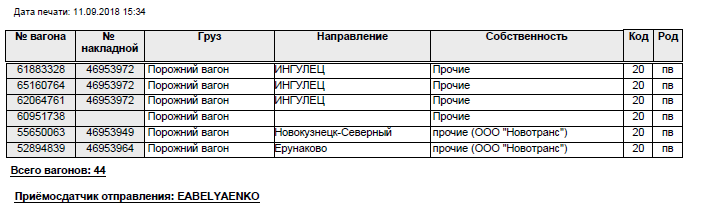 Дата печати: 11.09.2018 15:34
№ вагона № накладной Груз Направление Собственность Код Род
61883328 46953972 Порожний вагон ИНГУЛЕЦ Прочие 20 пв
65160764 46953972 Порожний вагон ИНГУЛЕЦ Прочие 20 пв
62064761 46953972 Порожний вагон ИНГУЛЕЦ Прочие 20 пв
60951738 Порожний вагон Прочие 20 пв
55650063 46953949 Порожний вагон Новокузнецк-Северный прочие (ООО "Новотранс") 20 пв
52894839 46953964 Порожний вагон Ерунаково прочие (ООО "Новотранс") 20 пв
Всего вагонов: 44
Приёмосдатчик отправления: EABELYAENKO